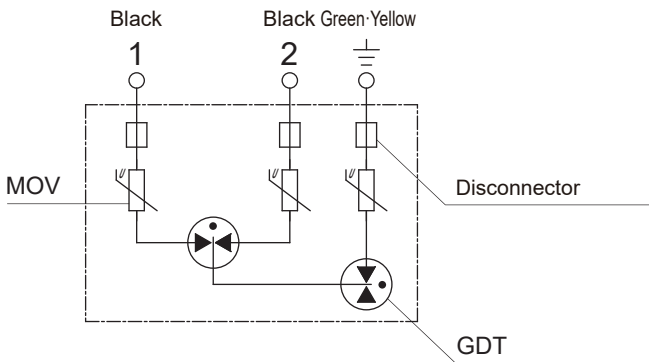 Black
Black
Green·Yellow
1
2
U
U
U
MOV
Disconnector
GDT